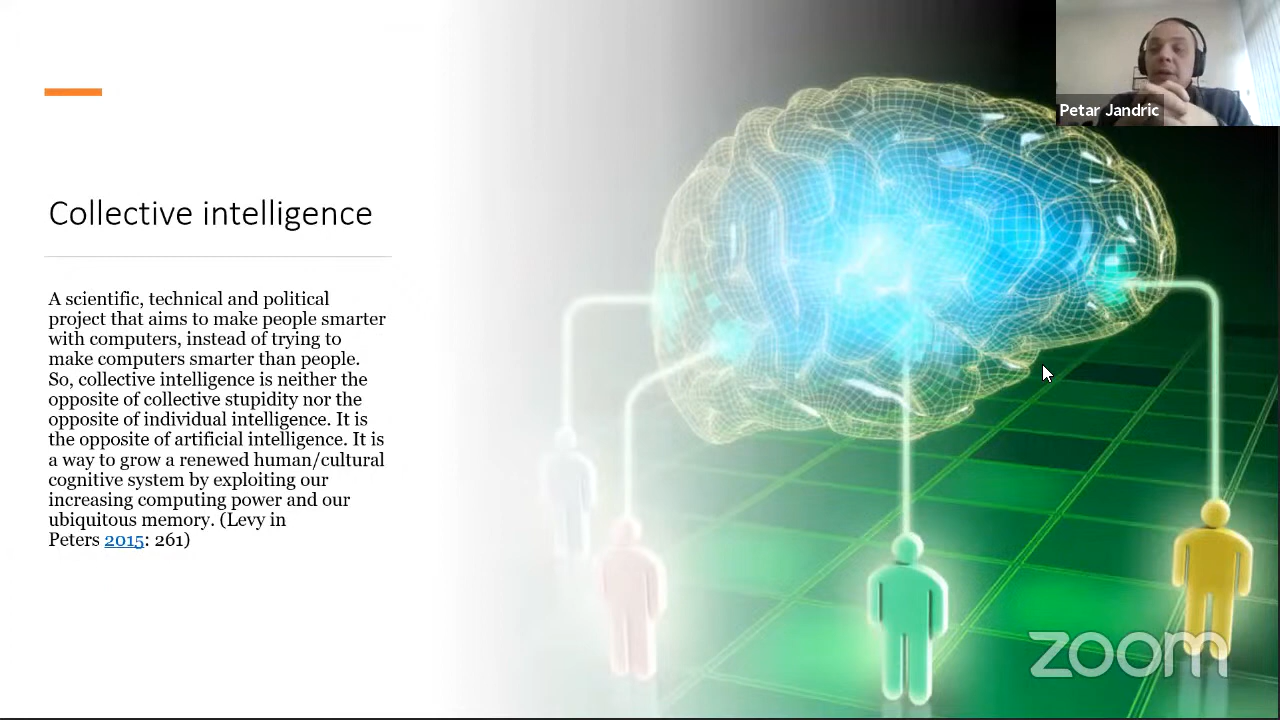 Petar Jandric
Collective intelligence
A scientific, technical and political
project that aims to make people smarter
with computers, instead of trying to
make computers smarter than people.
So, collective intelligence is neither the
opposite of collective stupidity nor the
opposite of individual intelligence. It is
the opposite of artificial intelligence. It is
a way to grow a renewed human/cultural
cognitive system by exploiting our
increasing computing power and our
ubiquitous memory. (Levy in
Peters 2015: 261)
zoom